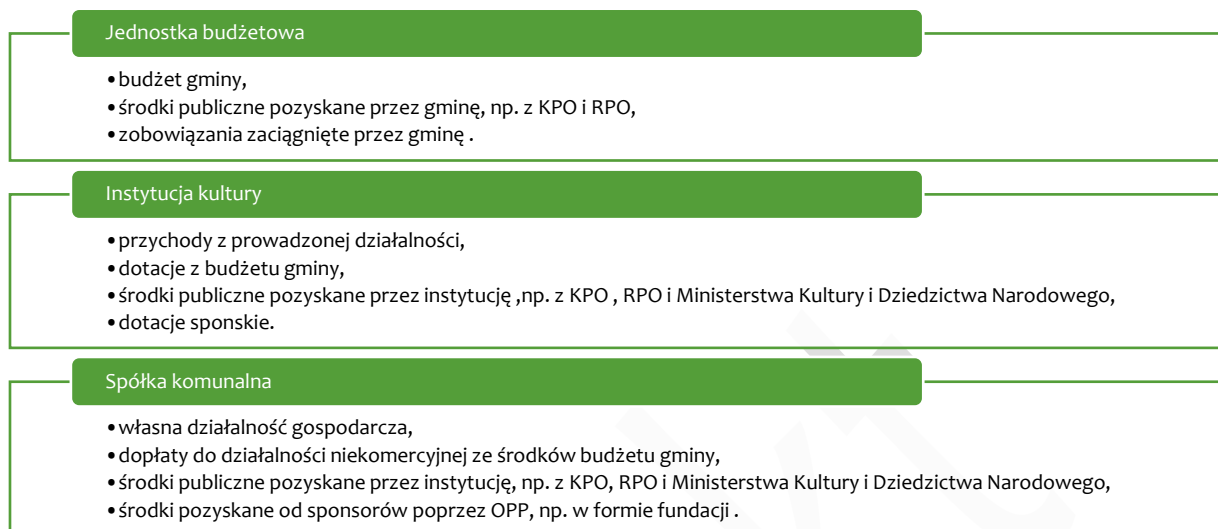 Jednostka budżetowa
•budżet gminy,
•środki publiczne pozyskane przez gminę, np. z KPO i RPO,
•zobowiązania zaciągnięte przez gminę .
Instytucja kultury
•przychody z prowadzonej działalności,
•dotacje z budżetu gminy,
•środki publiczne pozyskane przez instytucję ,np. z KPO , RPO i Ministerstwa Kultury i Dziedzictwa Narodowego,
•dotacje sponskie.
Spółka komunalna
•własna działalność gospodarcza,
•dopłaty do działalności niekomercyjnej ze środków budżetu gminy,
•środki publiczne pozyskane przez instytucję, np. z KPO, RPO i Ministerstwa Kultury i Dziedzictwa Narodowego,
•środki pozyskane od sponsorów poprzez OPP, np. w formie fundacji .